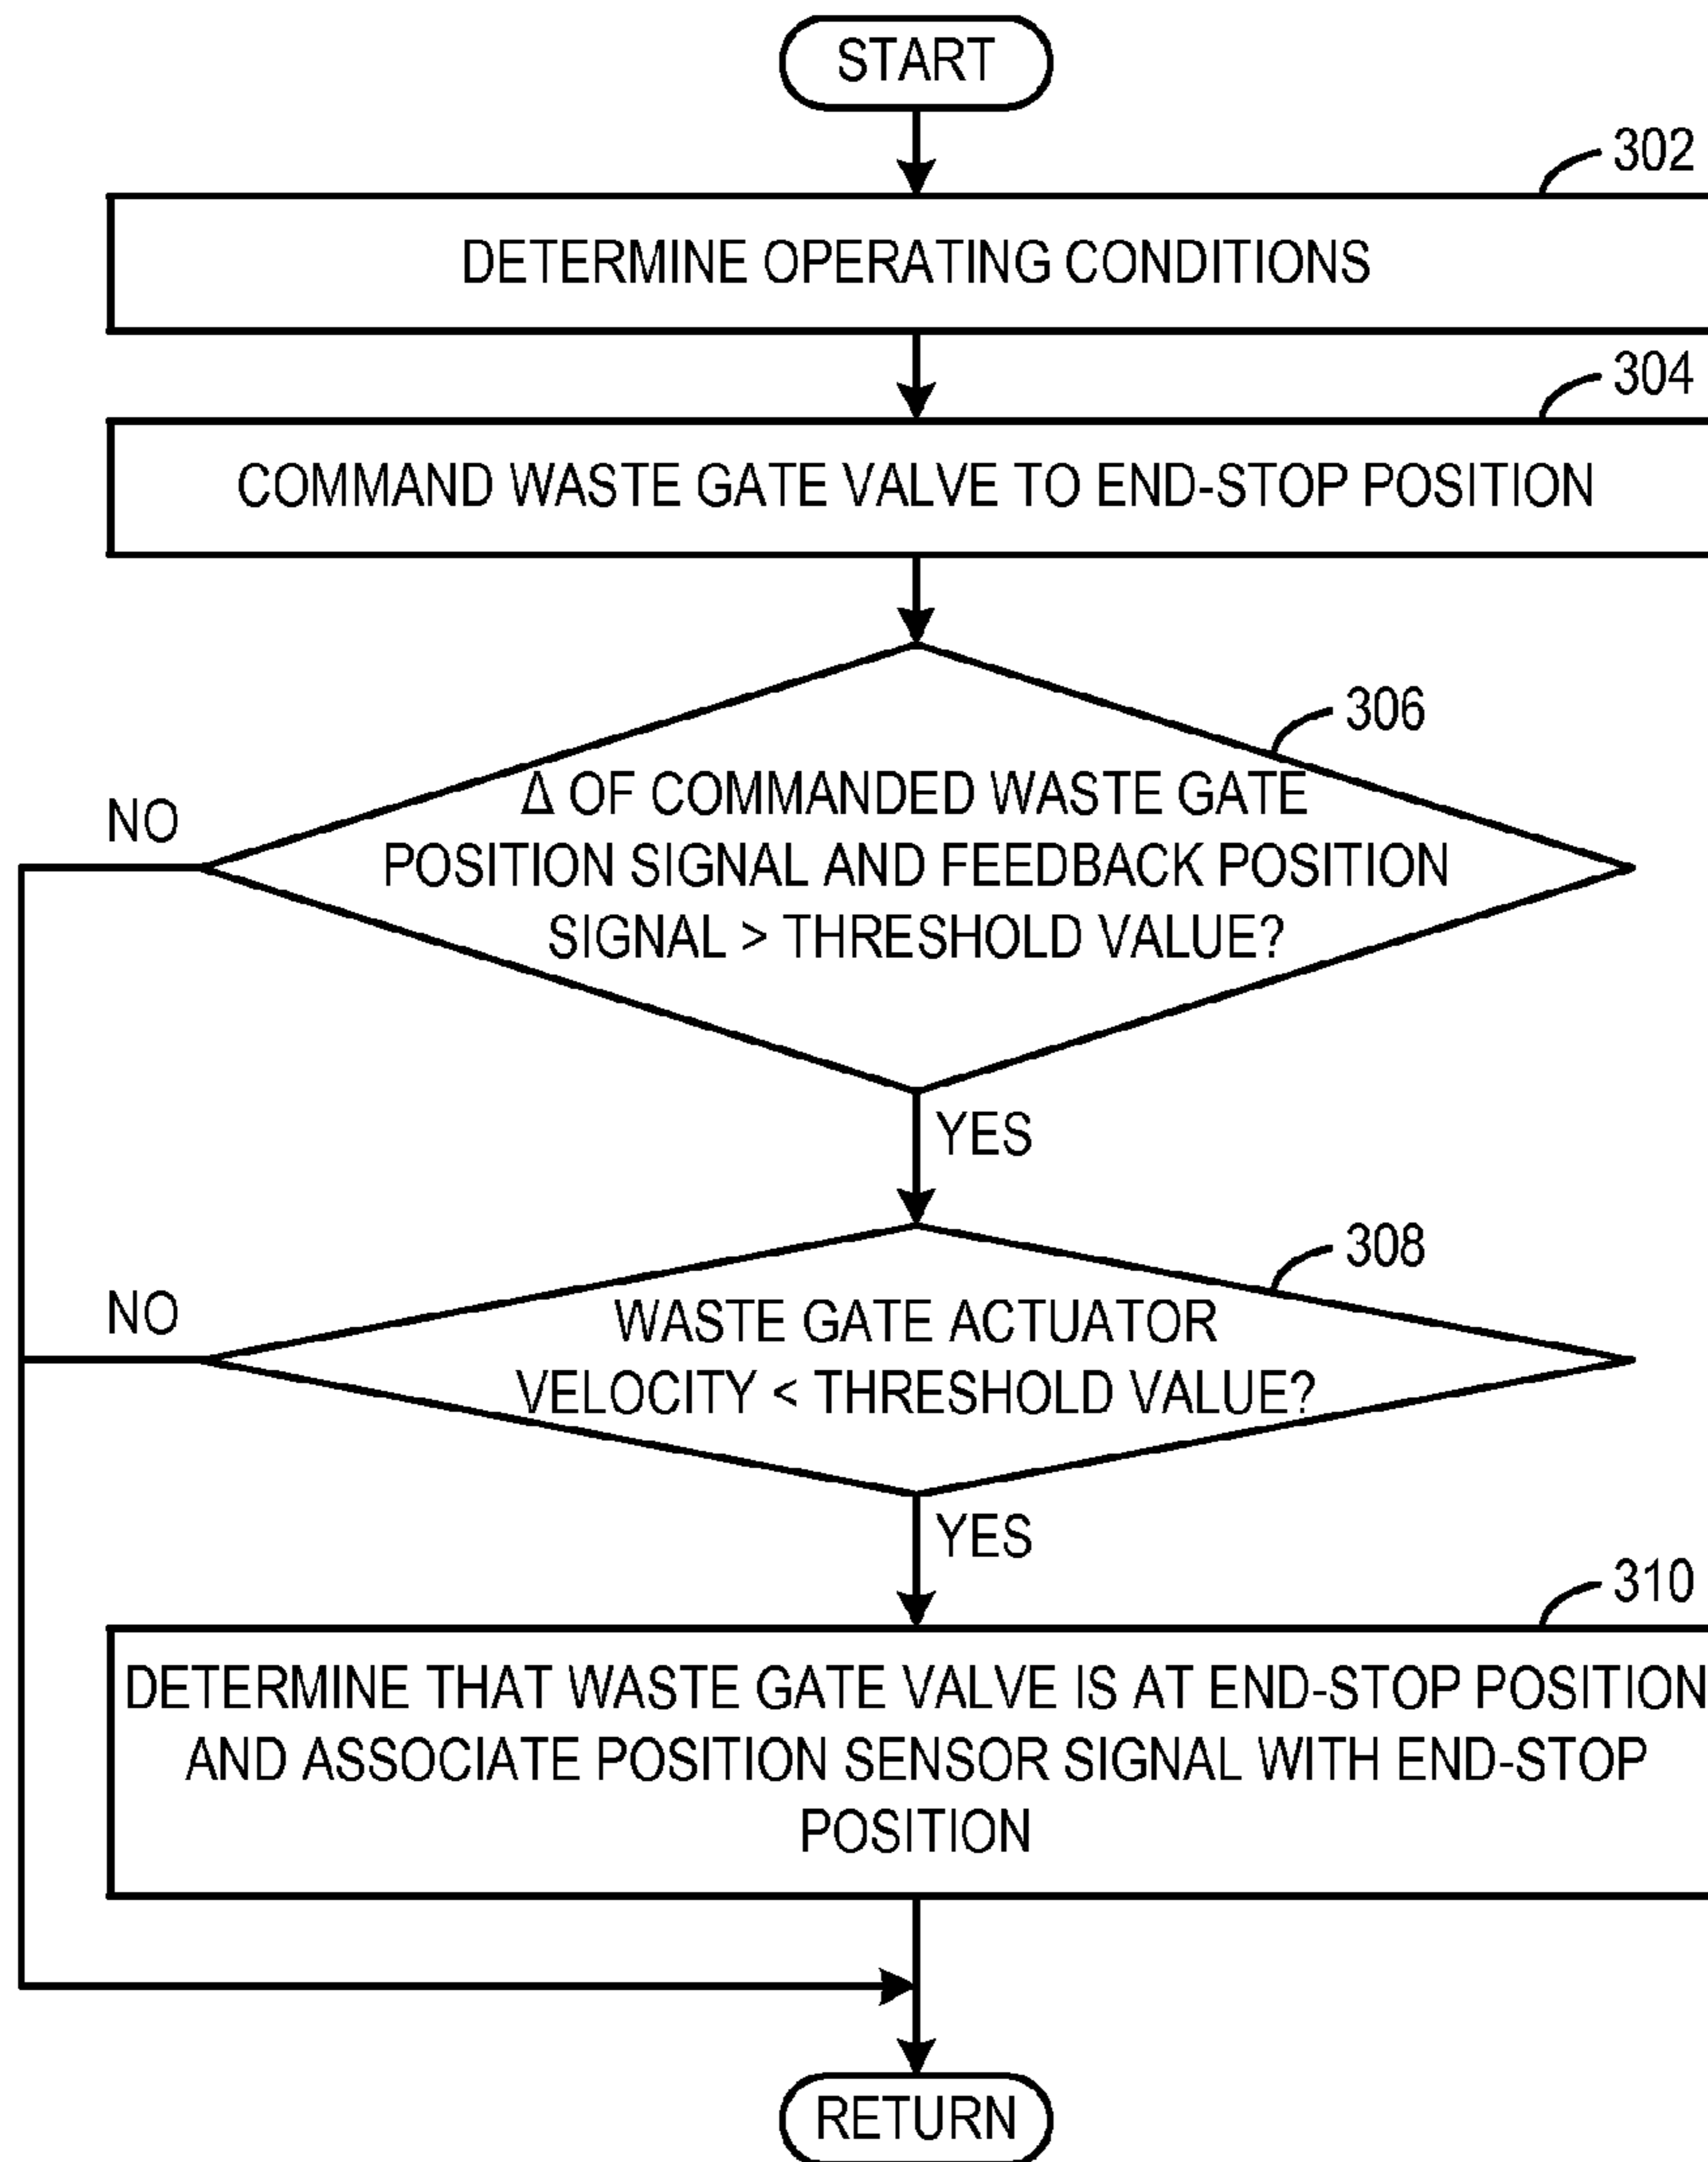 START
302
DETERMINE OPERATING CONDITIONS
304
COMMAND WASTE GATE VALVE TO END-STOP POSITION
306
Δ OF COMMANDED WASTE GATE
POSITION SIGNAL AND FEEDBACK POSITION
SIGNAL > THRESHOLD VALUE?
NO
YES
308
WASTE GATE ACTUATOR
VELOCITY < THRESHOLD VALUE?
NO
YES
310
DETERMINE THAT WASTE GATE VALVE IS AT END-STOP POSITION
AND ASSOCIATE POSITION SENSOR SIGNAL WITH END-STOP
POSITION
RETURN